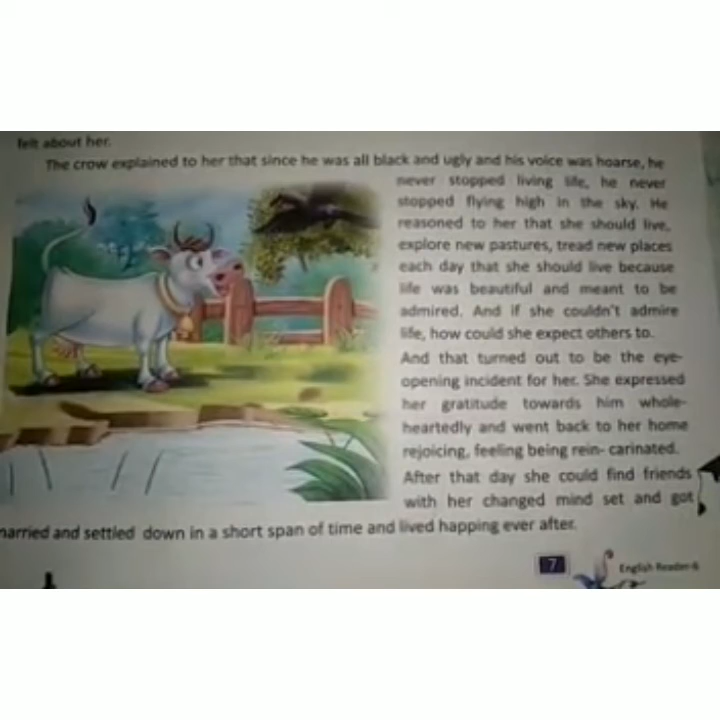 felt about her.
The crow explained to her that since he was all black and ugly and his voice was hoarse, he
never stopped living life, he never
stopped flying high in the sky. He
reasoned to her that she should live,
explore new pastures, tread new places
each day that she should live because
life was beautiful and meant to be
admired. And if she couldn't admire
life, how could she expect others to.
And that turned out to be the eye-
opening incident for her. She expressed
her gratitude towards him whole-
heartedly and went back to her home
rejoicing, feeling being rein- carinated.
After that day she could find friends
with her changed mind set and got
married and settled down in a short span of time and lived happing ever after.
7
English Reader-6